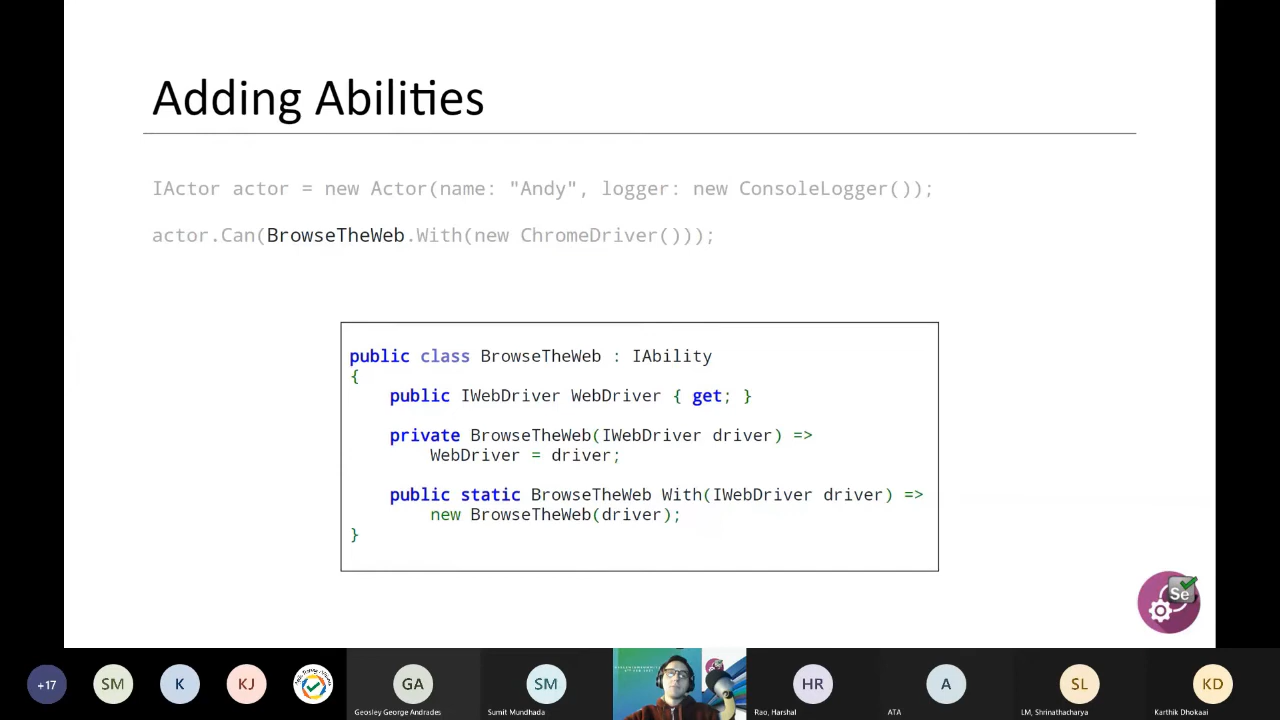 Adding Abilities
IActor actor = new Actor(name: "Andy", logger: new ConsoleLogger());
actor.Can(BrowseTheWeb.With(new ChromeDriver()));
public class BrowseTheWeb : IAbility
{
    public IWebDriver WebDriver { get; }
    private BrowseTheWeb(IWebDriver driver) =>
        WebDriver = driver;
    public static BrowseTheWeb With(IWebDriver driver) =>
        new BrowseTheWeb(driver);
}
Se
+17
SM
K
KJ
GA
SM
HR
A
SL
KD
Geosley George Andrades
Sumit Mundhada
Rao, Harshal
ATA
LM, Shrinathacharya
Karthik Dhokaai